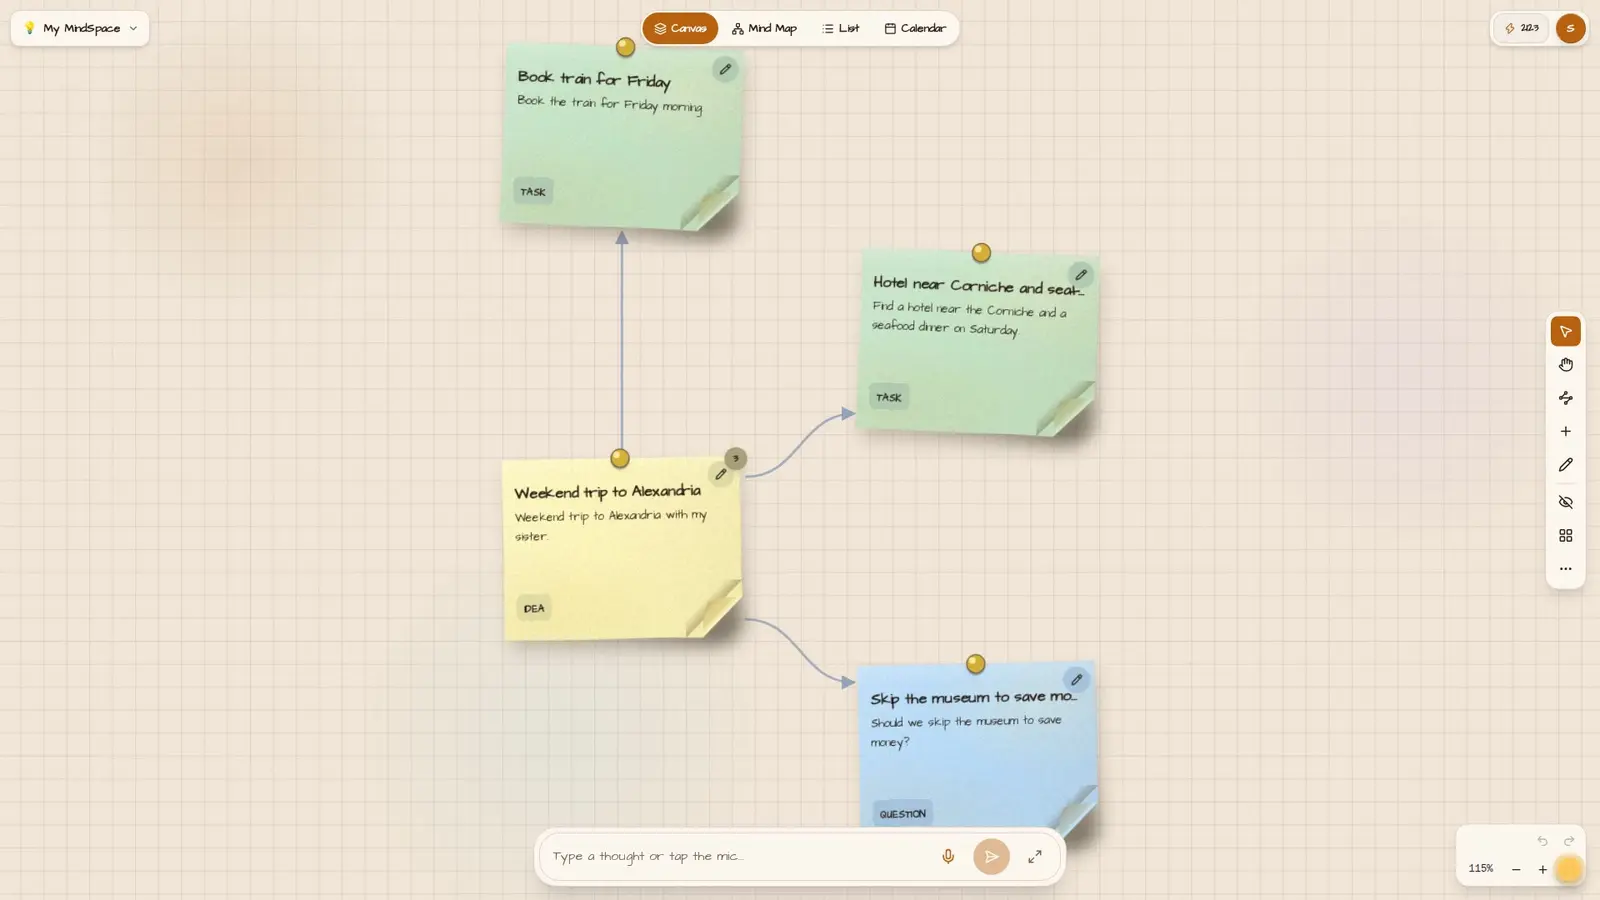 My MindSpace
Canvas
Mind Map
List
Calendar
2123
S
Book train for Friday
Book the train for Friday morning
TASK
Hotel near Corniche and seaf...
Find a hotel near the Corniche and a
seafood dinner on Saturday
TASK
3
Weekend trip to Alexandria
Weekend trip to Alexandria with my
sister.
IDEA
Skip the museum to save mo...
Should we skip the museum to save
money?
QUESTION
Type a thought or tap the mic...
115%